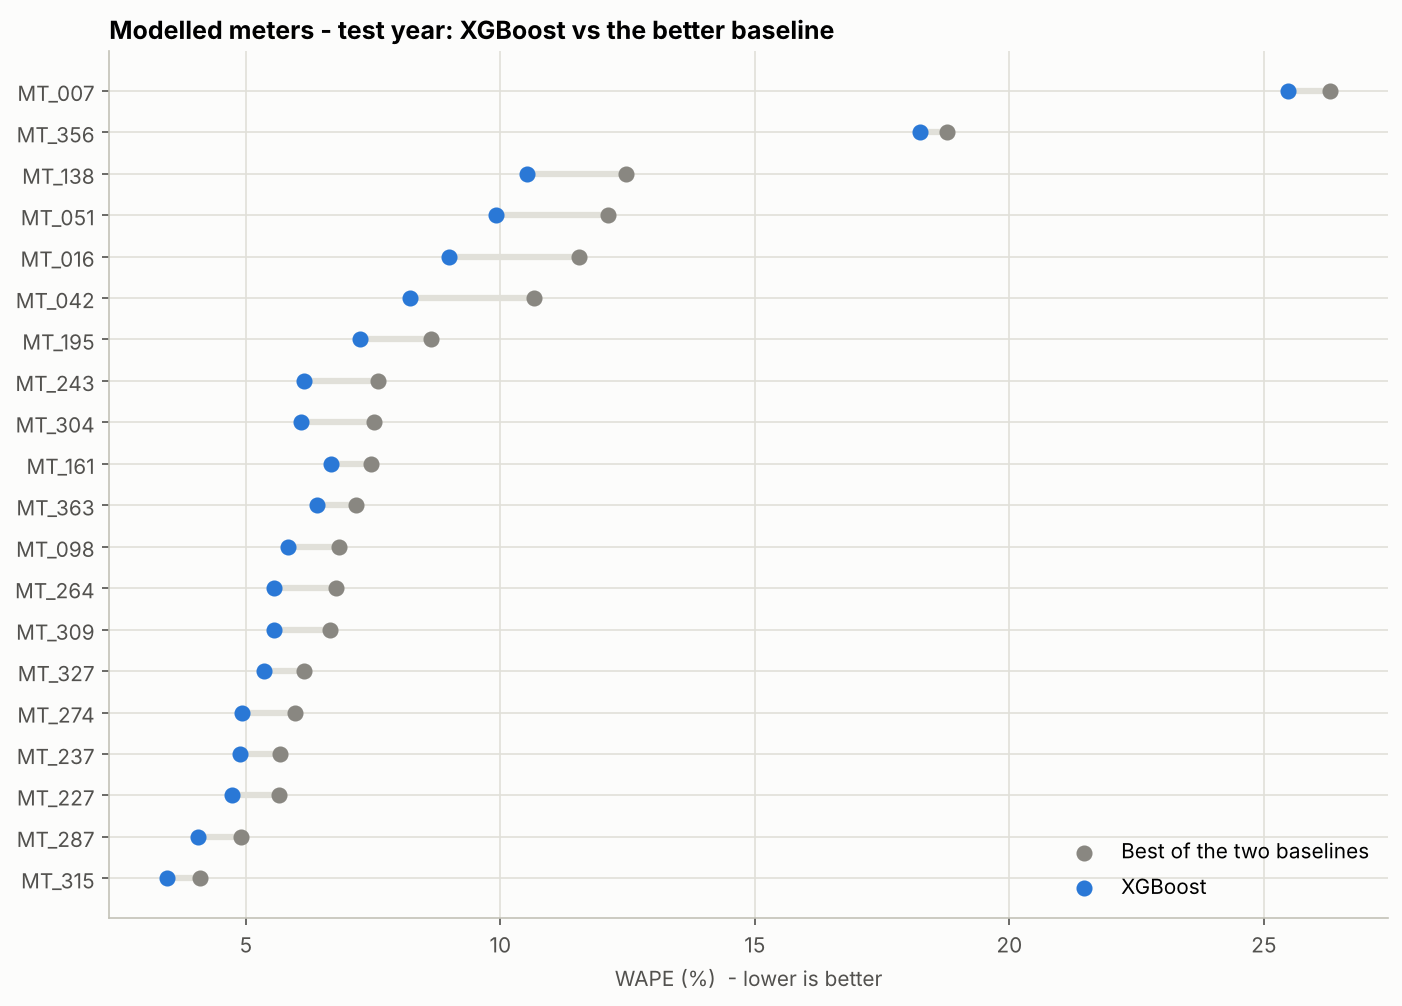 Modelled meters - test year: XGBoost vs the better baseline
MT_007
MT_356
MT_138
MT_051
MT_016
MT_042
MT_195
MT_243
MT_304
MT_161
MT_363
MT_098
MT_264
MT_309
MT_327
MT_274
MT_237
MT_227
MT_287
MT_315
Best of the two baselines
XGBoost
5 10 15 20 25
WAPE (%)  - lower is better